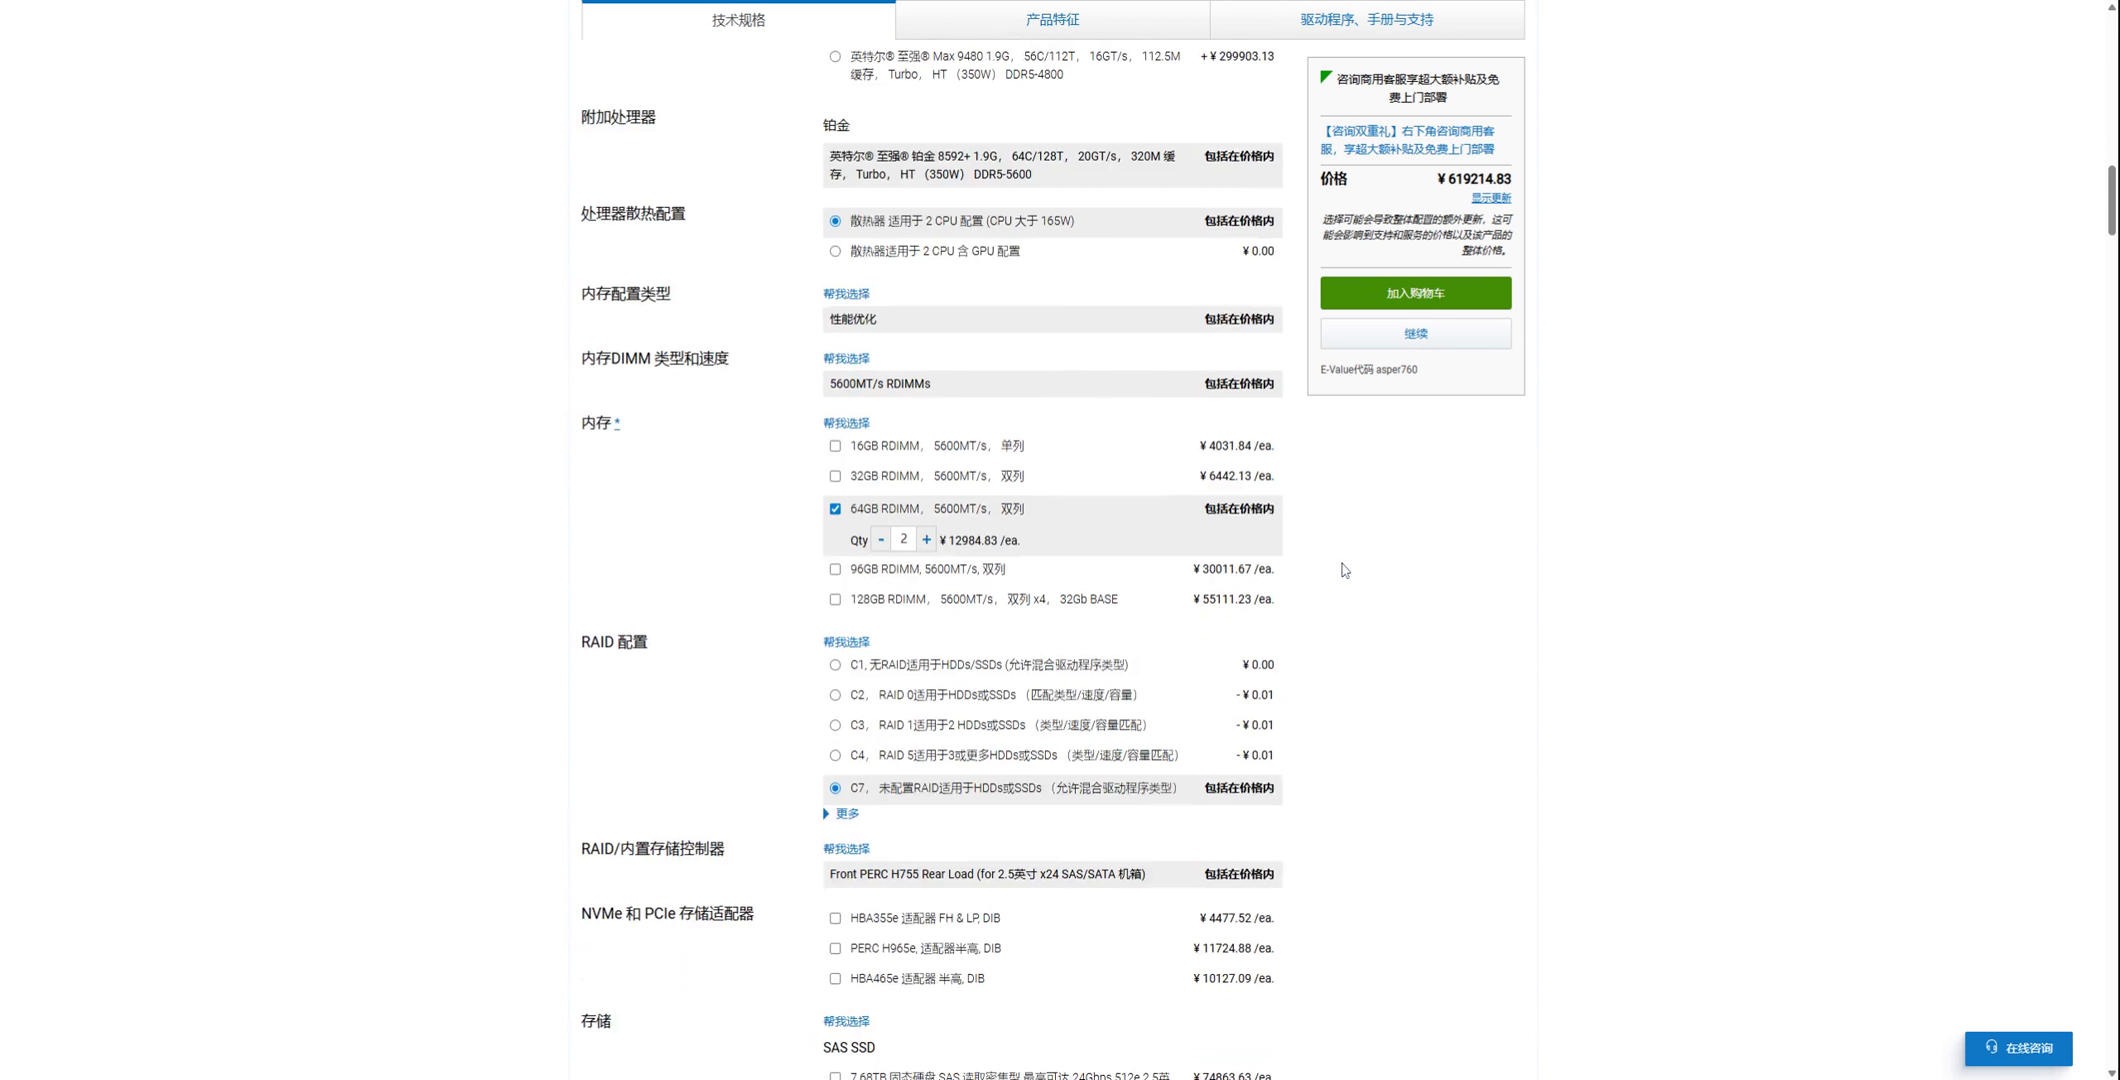 技术规格
产品特征
驱动程序、手册与支持
英特尔® 至强® Max 9480 1.9G， 56C/112T， 16GT/s， 112.5M
+ ¥ 299903.13
缓存， Turbo， HT （350W） DDR5-4800
附加处理器
铂金
英特尔® 至强® 铂金 8592+ 1.9G， 64C/128T， 20GT/s， 320M 缓
包括在价格内
存， Turbo， HT （350W） DDR5-5600
处理器散热配置
散热器 适用于 2 CPU 配置 (CPU 大于 165W)
包括在价格内
散热器适用于 2 CPU 含 GPU 配置
¥ 0.00
内存配置类型
帮我选择
性能优化
包括在价格内
内存DIMM 类型和速度
帮我选择
5600MT/s RDIMMs
包括在价格内
内存 *
帮我选择
16GB RDIMM， 5600MT/s， 单列
¥ 4031.84 /ea.
32GB RDIMM， 5600MT/s， 双列
¥ 6442.13 /ea.
64GB RDIMM， 5600MT/s， 双列
包括在价格内
Qty - 2 + ¥ 12984.83 /ea.
96GB RDIMM, 5600MT/s, 双列
¥ 30011.67 /ea.
128GB RDIMM， 5600MT/s， 双列 x4， 32Gb BASE
¥ 55111.23 /ea.
RAID 配置
帮我选择
C1, 无RAID适用于HDDs/SSDs (允许混合驱动程序类型)
¥ 0.00
C2， RAID 0适用于HDDs或SSDs （匹配类型/速度/容量）
- ¥ 0.01
C3， RAID 1适用于2 HDDs或SSDs （类型/速度/容量匹配）
- ¥ 0.01
C4， RAID 5适用于3或更多HDDs或SSDs （类型/速度/容量匹配）
- ¥ 0.01
C7， 未配置RAID适用于HDDs或SSDs （允许混合驱动程序类型）
包括在价格内
更多
RAID/内置存储控制器
帮我选择
Front PERC H755 Rear Load (for 2.5英寸 x24 SAS/SATA 机箱)
包括在价格内
NVMe 和 PCIe 存储适配器
HBA355e 适配器 FH & LP, DIB
¥ 4477.52 /ea.
PERC H965e, 适配器半高, DIB
¥ 11724.88 /ea.
HBA465e 适配器 半高, DIB
¥ 10127.09 /ea.
存储
帮我选择
SAS SSD
7.68TB 固态硬盘 SAS 读取密集型 最高可达 24Gbps 512e 2.5英
¥ 74863.63 /ea.
咨询商用客服享超大额补贴及免
费上门部署
【咨询双重礼】右下角咨询商用客
服，享超大额补贴及免费上门部署
价格
¥ 619214.83
显示更新
选择可能会导致整体配置的额外更新，这可
能会影响到支持和服务的价格以及该产品的
整体价格。
加入购物车
继续
E-Value代码 asper760
在线咨询